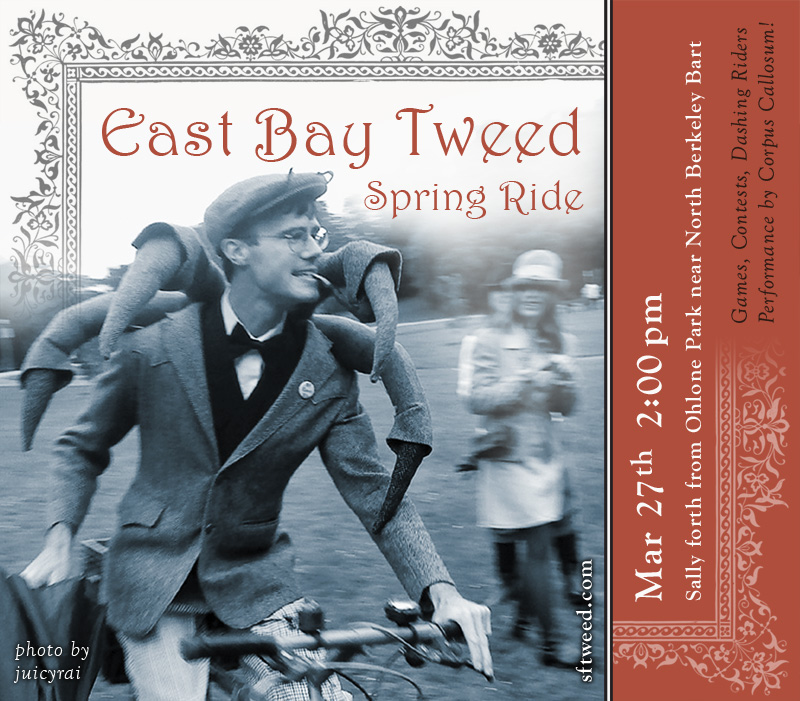 East Bay Tweed
Spring Ride
photo by
juicyrai
sftweed.com
Mar 27th 2:00 pm
Sally forth from Ohlone Park near North Berkeley Bart
Games, Contests, Dashing Riders
Performance by Corpus Callosum!